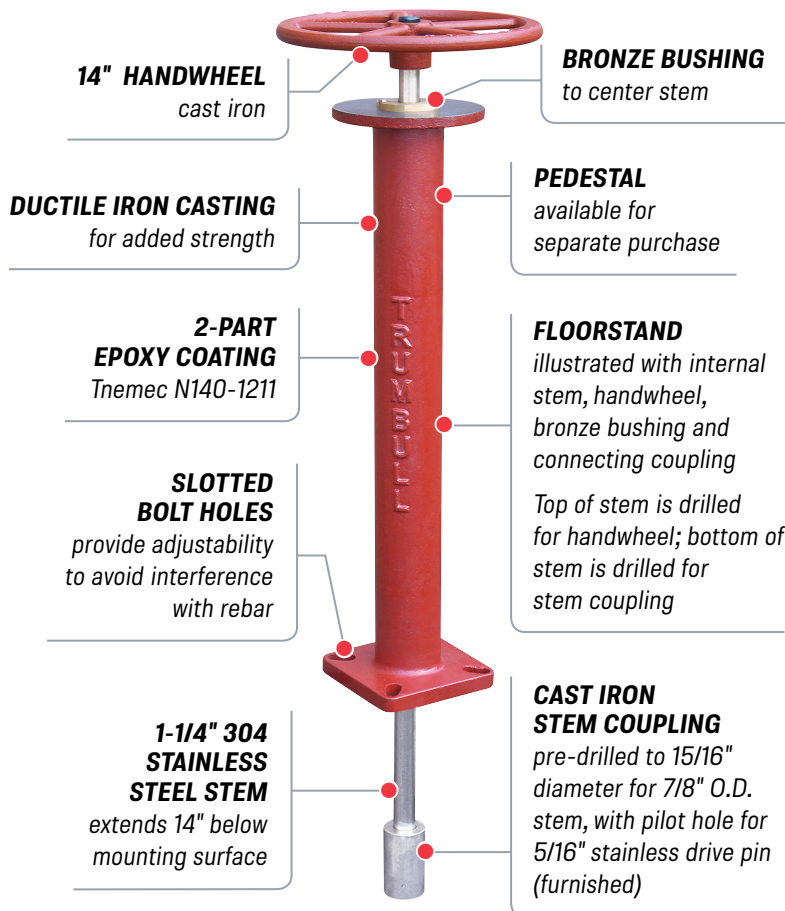 14" HANDWHEEL
cast iron
BRONZE BUSHING
to center stem
DUCTILE IRON CASTING
for added strength
PEDESTAL
available for
separate purchase
2-PART
EPOXY COATING
Tnemec N140-1211
TRUMBULL
FLOORSTAND
illustrated with internal
stem, handwheel,
bronze bushing and
connecting coupling
Top of stem is drilled
for handwheel; bottom of
stem is drilled for
stem coupling
SLOTTED
BOLT HOLES
provide adjustability
to avoid interference
with rebar
1-1/4" 304
STAINLESS
STEEL STEM
extends 14" below
mounting surface
CAST IRON
STEM COUPLING
pre-drilled to 15/16"
diameter for 7/8" O.D.
stem, with pilot hole for
5/16" stainless drive pin
(furnished)